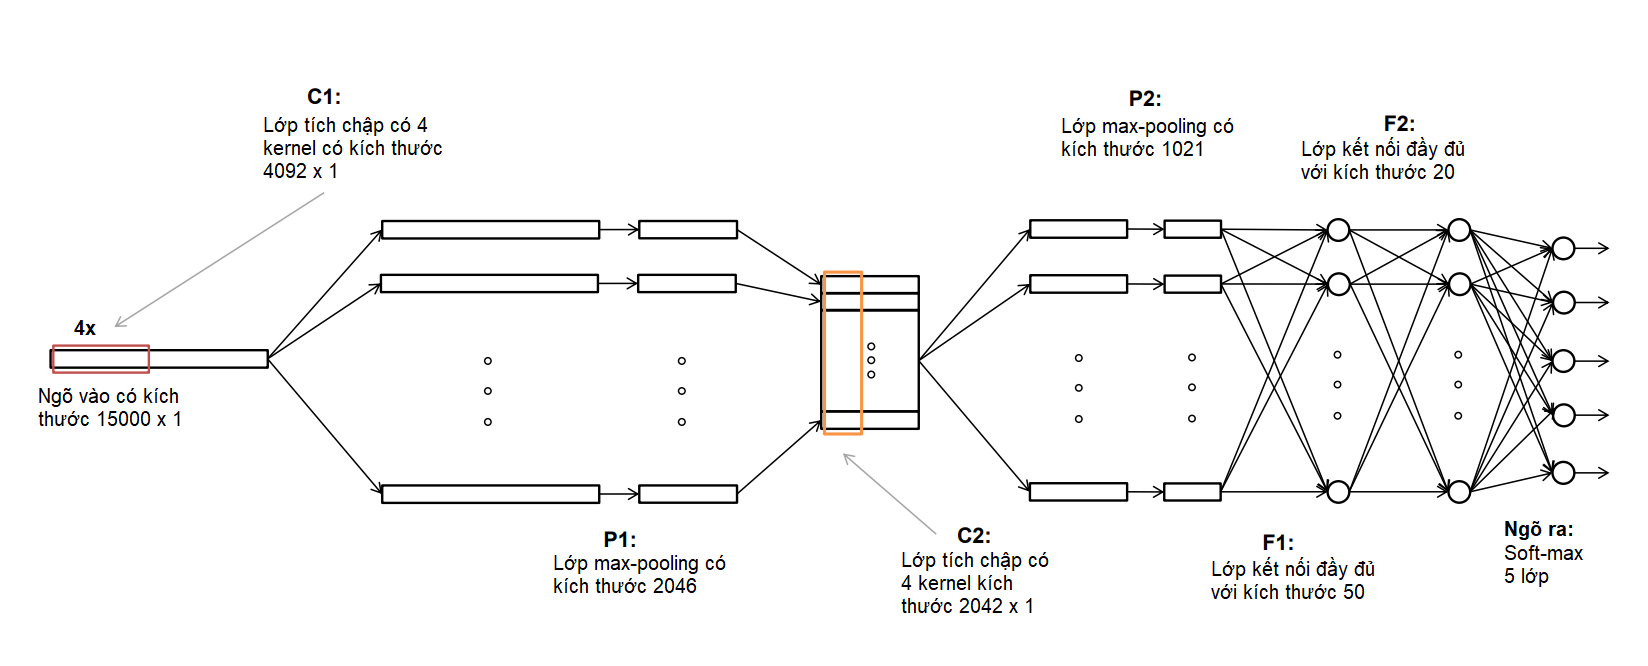 C1:
Lớp tích chập có 4
kernel có kích thước
4092 x 1
4x
Ngõ vào có kích
thước 15000 x 1
P1:
Lớp max-pooling có
kích thước 2046
C2:
Lớp tích chập có
4 kernel kích
thước 2042 x 1
P2:
Lớp max-pooling có
kích thước 1021
F1:
Lớp kết nối đầy đủ
với kích thước 50
F2:
Lớp kết nối đầy đủ
với kích thước 20
Ngõ ra:
Soft-max
5 lớp